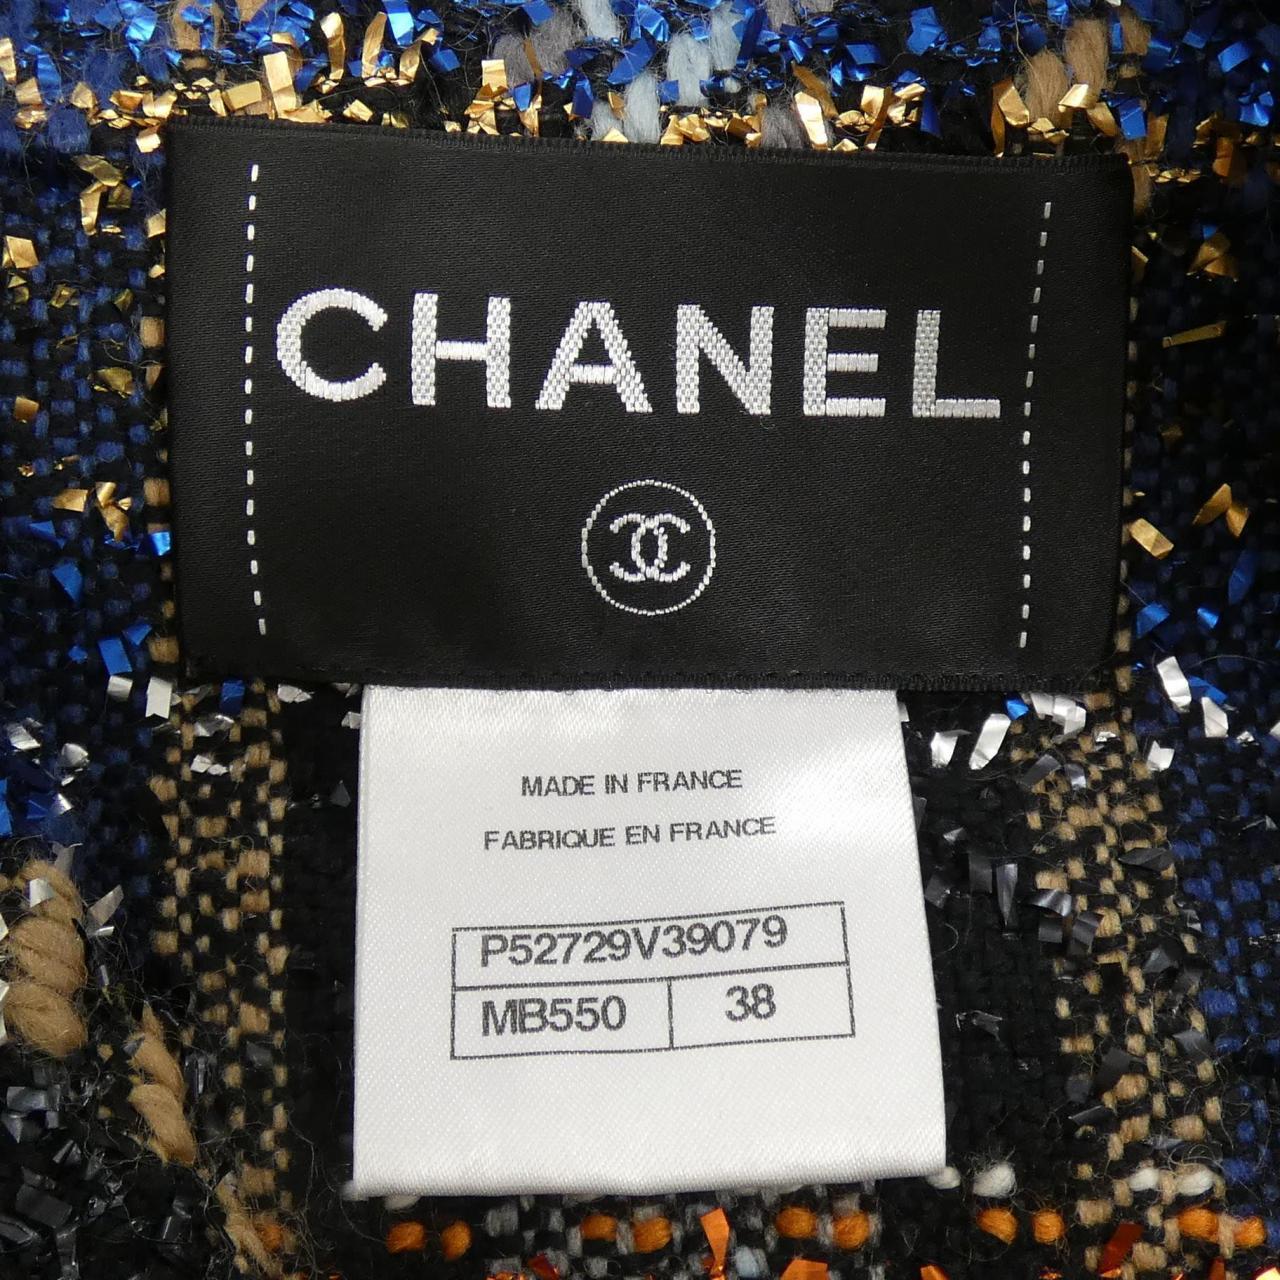 CHANEL
MADE IN FRANCE
FABRIQUE EN FRANCE
P52729V39079
MB550 38